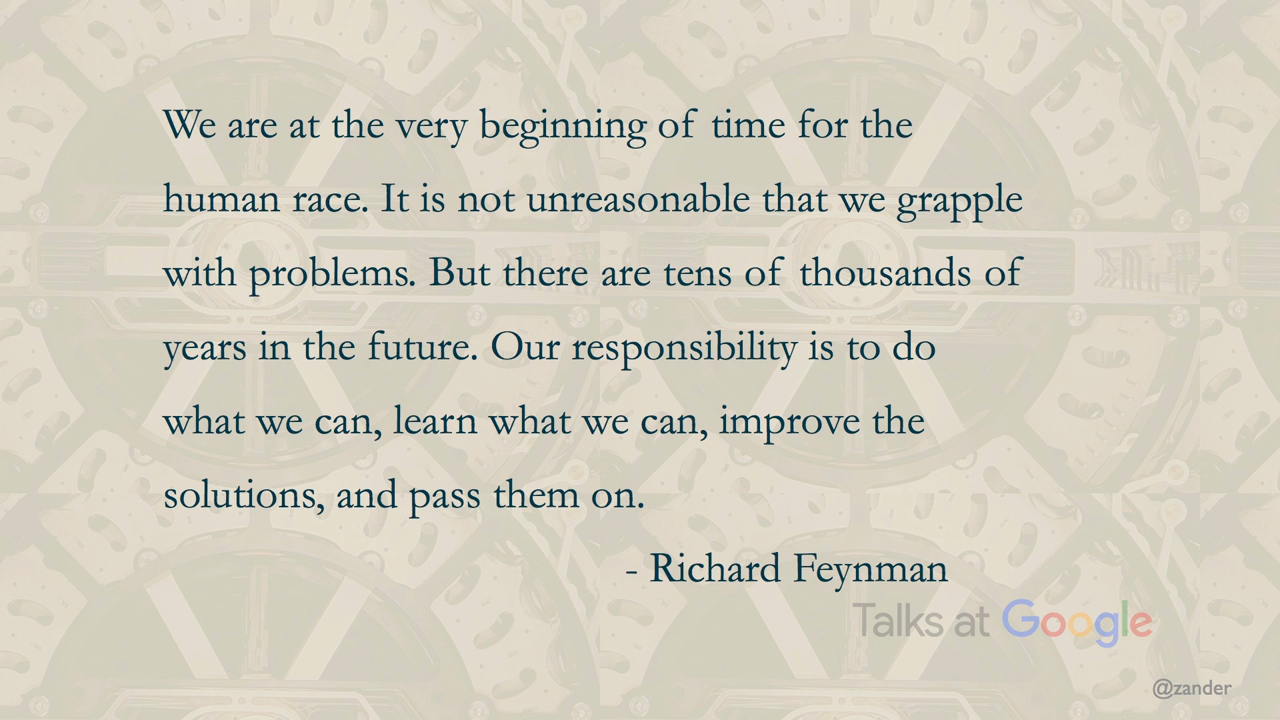 We are at the very beginning of time for the
human race. It is not unreasonable that we grapple
with problems. But there are tens of thousands of
years in the future. Our responsibility is to do
what we can, learn what we can, improve the
solutions, and pass them on.
- Richard Feynman
Talks at Google
@zander